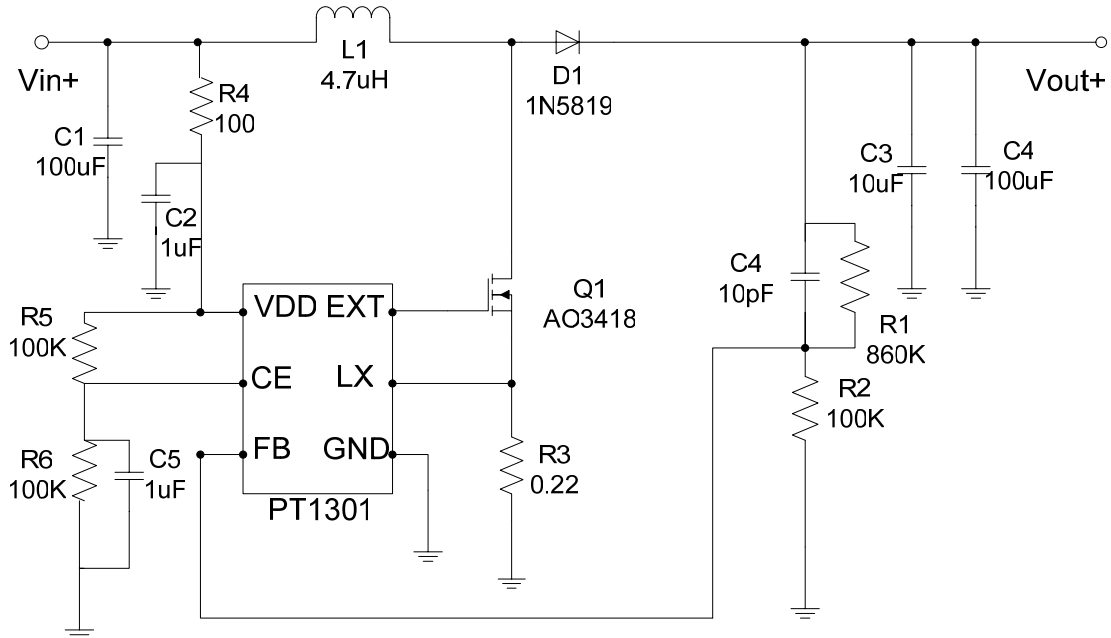 L1
4.7uH
Vin+
D1
1N5819
Vout+
R4
100
C1
100uF
C3
10uF
C4
100uF
C2
1uF
C4
10pF
Q1
AO3418
R1
860K
VDD EXT
R5
100K
CE LX
R2
100K
FB GND
R6
100K
C5
1uF
R3
0.22
PT1301